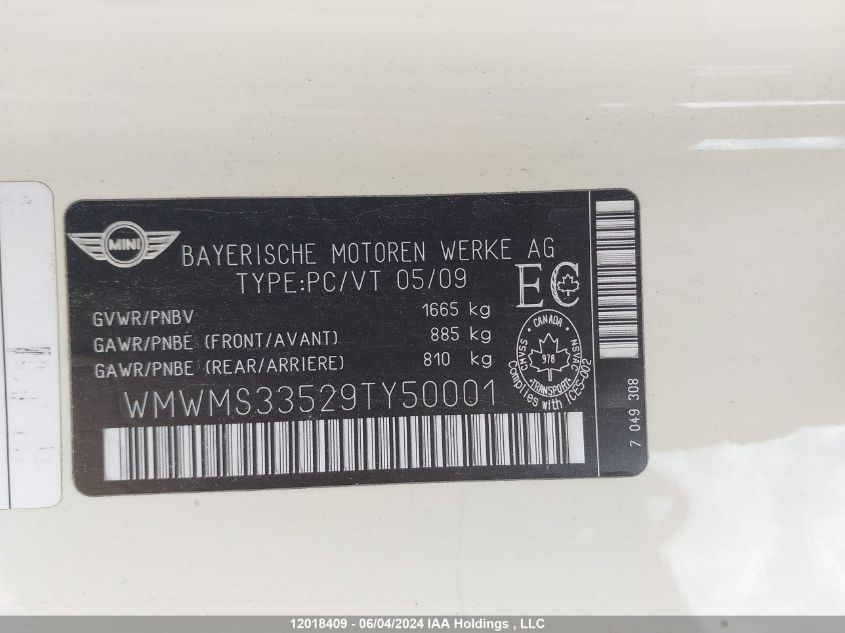 MINI
BAYERISCHE MOTOREN WERKE AG
TYPE:PC/VT 05/09
EC
GVWR/PNBV 1665 kg
GAWR/PNBE (FRONT/AVANT) 885 kg
GAWR/PNBE (REAR/ARRIERE) 810 kg
WMWMS33529TY50001
CANADA
CMVSS NSVAC
978
TRANSPORT
Complies with ICES-002
7 049 308
12018409 - 06/04/2024 IAA Holdings , LLC